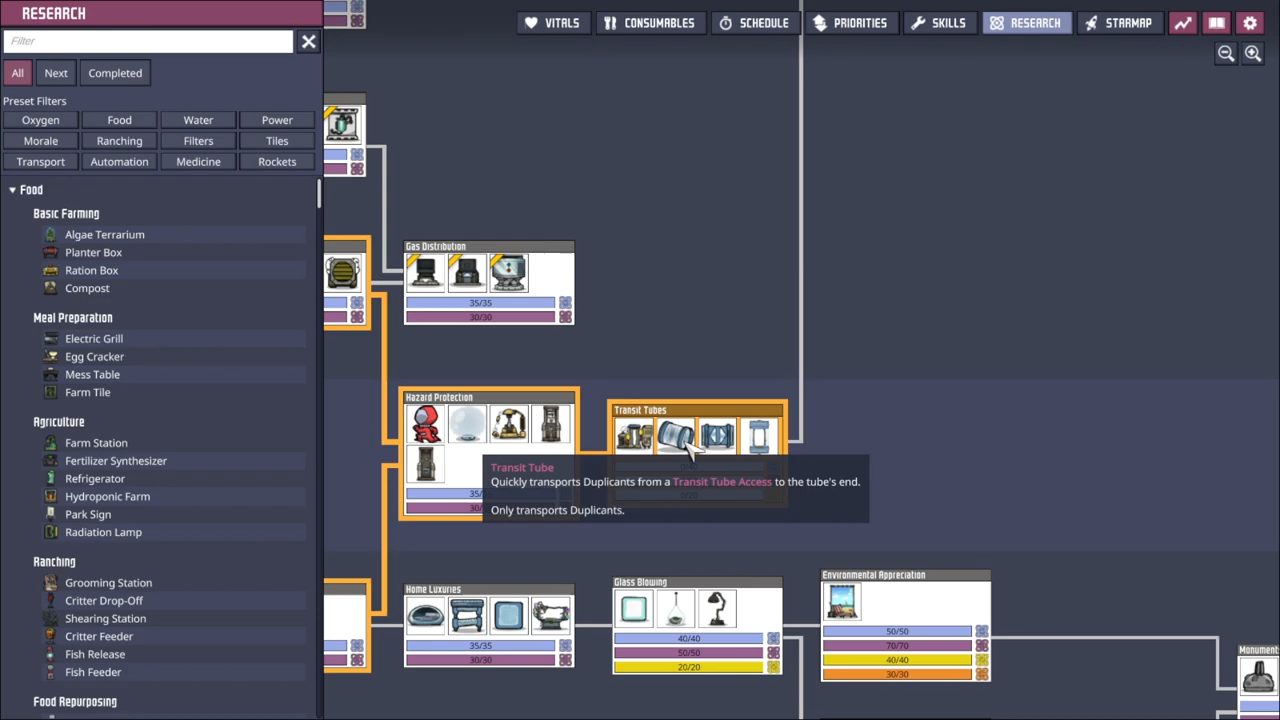 RESEARCH
VITALS
CONSUMABLES
SCHEDULE
PRIORITIES
SKILLS
RESEARCH
STARMAP
Filter
All
Next
Completed
Preset Filters
Oxygen
Food
Water
Power
Morale
Ranching
Filters
Tiles
Transport
Automation
Medicine
Rockets
Food
Basic Farming
Algae Terrarium
Planter Box
Ration Box
Compost
Meal Preparation
Electric Grill
Egg Cracker
Mess Table
Farm Tile
Agriculture
Farm Station
Fertilizer Synthesizer
Refrigerator
Hydroponic Farm
Park Sign
Radiation Lamp
Ranching
Grooming Station
Critter Drop-Off
Shearing Station
Critter Feeder
Fish Release
Fish Feeder
Food Repurposing
Gas Distribution
35/35
30/30
Hazard Protection
35/
30/
Transit Tubes
Transit Tube
Quickly transports Duplicants from a Transit Tube Access to the tube's end.
Only transports Duplicants.
Home Luxuries
35/35
30/30
Glass Blowing
40/40
50/50
20/20
Environmental Appreciation
50/50
70/70
40/40
30/30